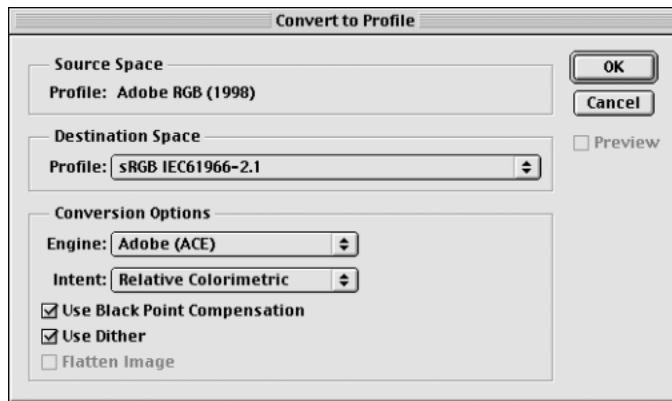 Convert to Profile
Source Space
Profile: Adobe RGB (1998)
Destination Space
Profile: sRGB IEC61966-2.1
Conversion Options
Engine: Adobe (ACE)
Intent: Relative Colorimetric
Use Black Point Compensation
Use Dither
Flatten Image
OK
Cancel
Preview